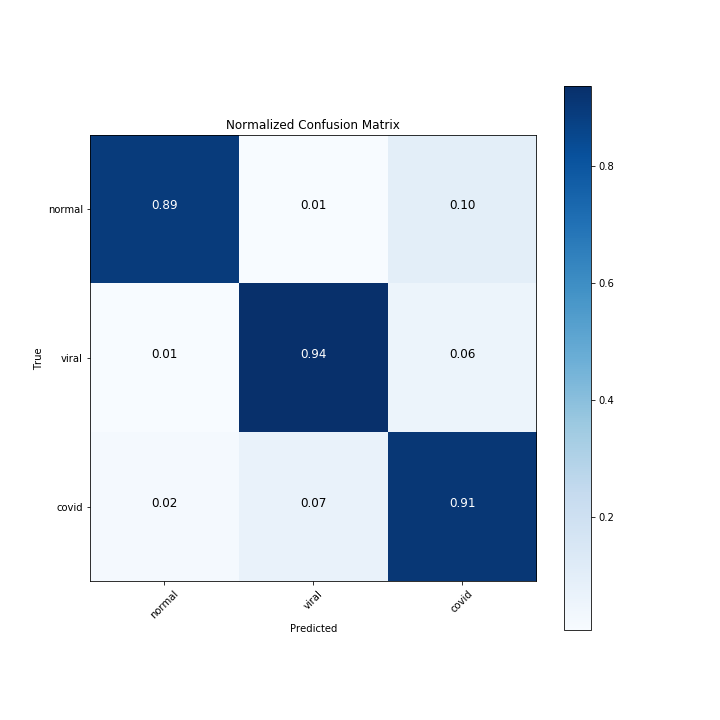 Normalized Confusion Matrix
normal 0.89 0.01 0.10
viral 0.01 0.94 0.06
covid 0.02 0.07 0.91
normal viral covid
Predicted
True
0.8
0.6
0.4
0.2